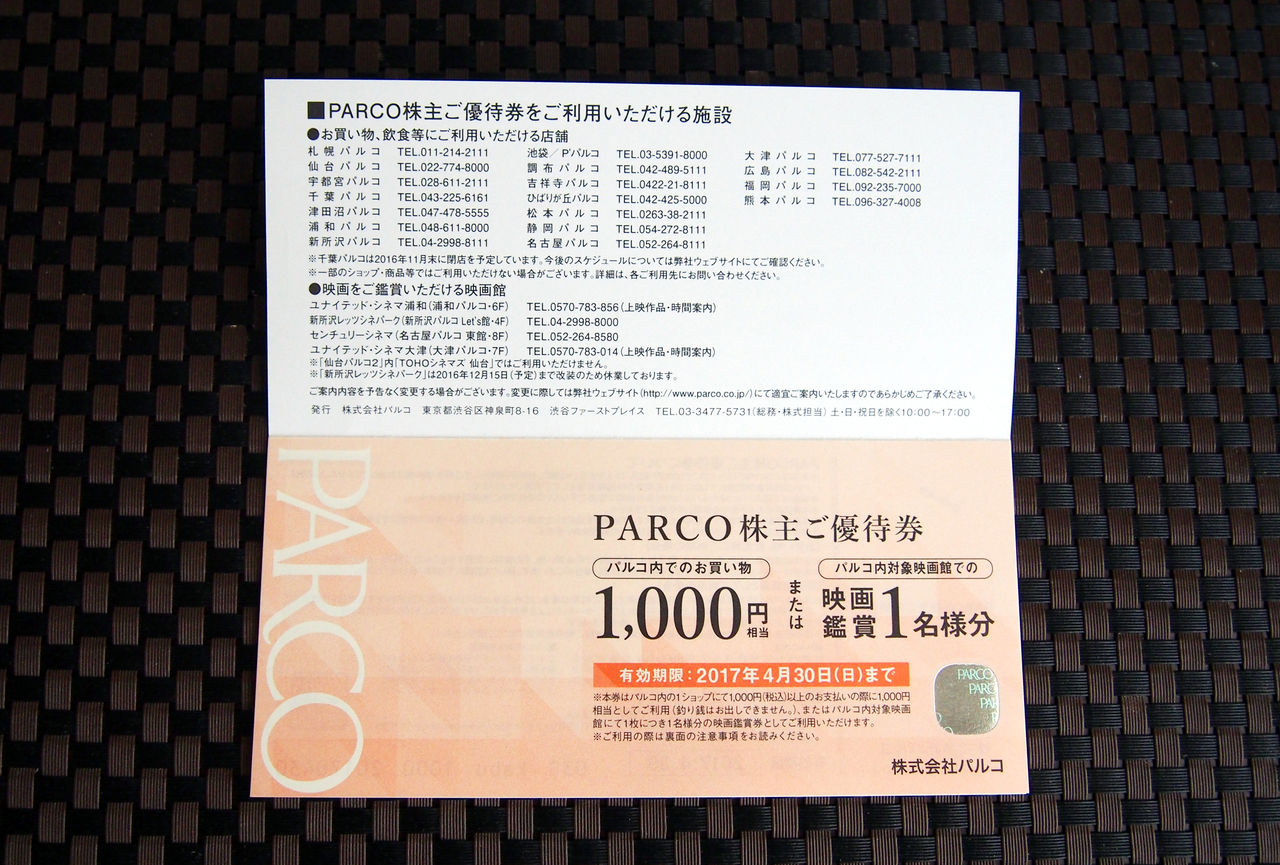 ■PARCO株主ご優待券をご利用いただける施設
●お買い物、飲食等にご利用いただける店舗
札幌パルコ TEL.011-214-2111
仙台パルコ TEL.022-774-8000
宇都宮パルコ TEL.028-611-2111
千葉パルコ TEL.043-225-6161
津田沼パルコ TEL.047-478-5555
浦和パルコ TEL.048-611-8000
新所沢パルコ TEL.04-2998-8111
池袋/P'パルコ TEL.03-5391-8000
調布パルコ TEL.042-489-5111
吉祥寺パルコ TEL.0422-21-8111
ひばりが丘パルコ TEL.042-425-5000
松本パルコ TEL.0263-38-2111
静岡パルコ TEL.054-272-8111
名古屋パルコ TEL.052-264-8111
大津パルコ TEL.077-527-7111
広島パルコ TEL.082-542-2111
福岡パルコ TEL.092-235-7000
熊本パルコ TEL.096-327-4008
※千葉パルコは2016年11月末に閉店を予定しています。今後のスケジュールについては弊社ウェブサイトにてご確認ください。
※一部のショップ・商品等ではご利用いただけない場合がございます。詳細は、各ご利用先にお問い合わせください。
●映画をご鑑賞いただける映画館
ユナイテッド・シネマ浦和(浦和パルコ・6F) TEL.0570-783-856(上映作品・時間案内)
新所沢レッツシネパーク(新所沢パルコ Let's館・4F) TEL.04-2998-8000
センチュリーシネマ(名古屋パルコ 東館・8F) TEL.052-264-8580
ユナイテッド・シネマ大津(大津パルコ・7F) TEL.0570-783-014(上映作品・時間案内)
※「仙台パルコ2」内「TOHOシネマズ 仙台」ではご利用いただけません。
※「新所沢レッツシネパーク」は2016年12月15日(予定)まで改装のため休業しております。
ご案内内容を予告なく変更する場合がございます。変更に際しては弊社ウェブサイト(http://www.parco.co.jp/)にて適宜ご案内いたしますのであらかじめご了承ください。
発行 株式会社パルコ 東京都渋谷区神泉町8-16 渋谷ファーストプレイス TEL.03-3477-5731(総務・株式担当) 土・日・祝日を除く10:00〜17:00
PARCO
PARCO株主ご優待券
パルコ内でのお買い物
1,000円相当
または
パルコ内対象映画館での
映画鑑賞1名様分
有効期限:2017年4月30日(日)まで
※本券はパルコ内の1ショップにて1,000円(税込)以上のお支払いの際に1,000円
相当としてご利用(釣り銭はお出しできません。)、またはパルコ内対象映画
館にて1枚につき1名様分の映画鑑賞券としてご利用いただけます。
※ご利用の際は裏面の注意事項をお読みください。
PARCO
株式会社パルコ